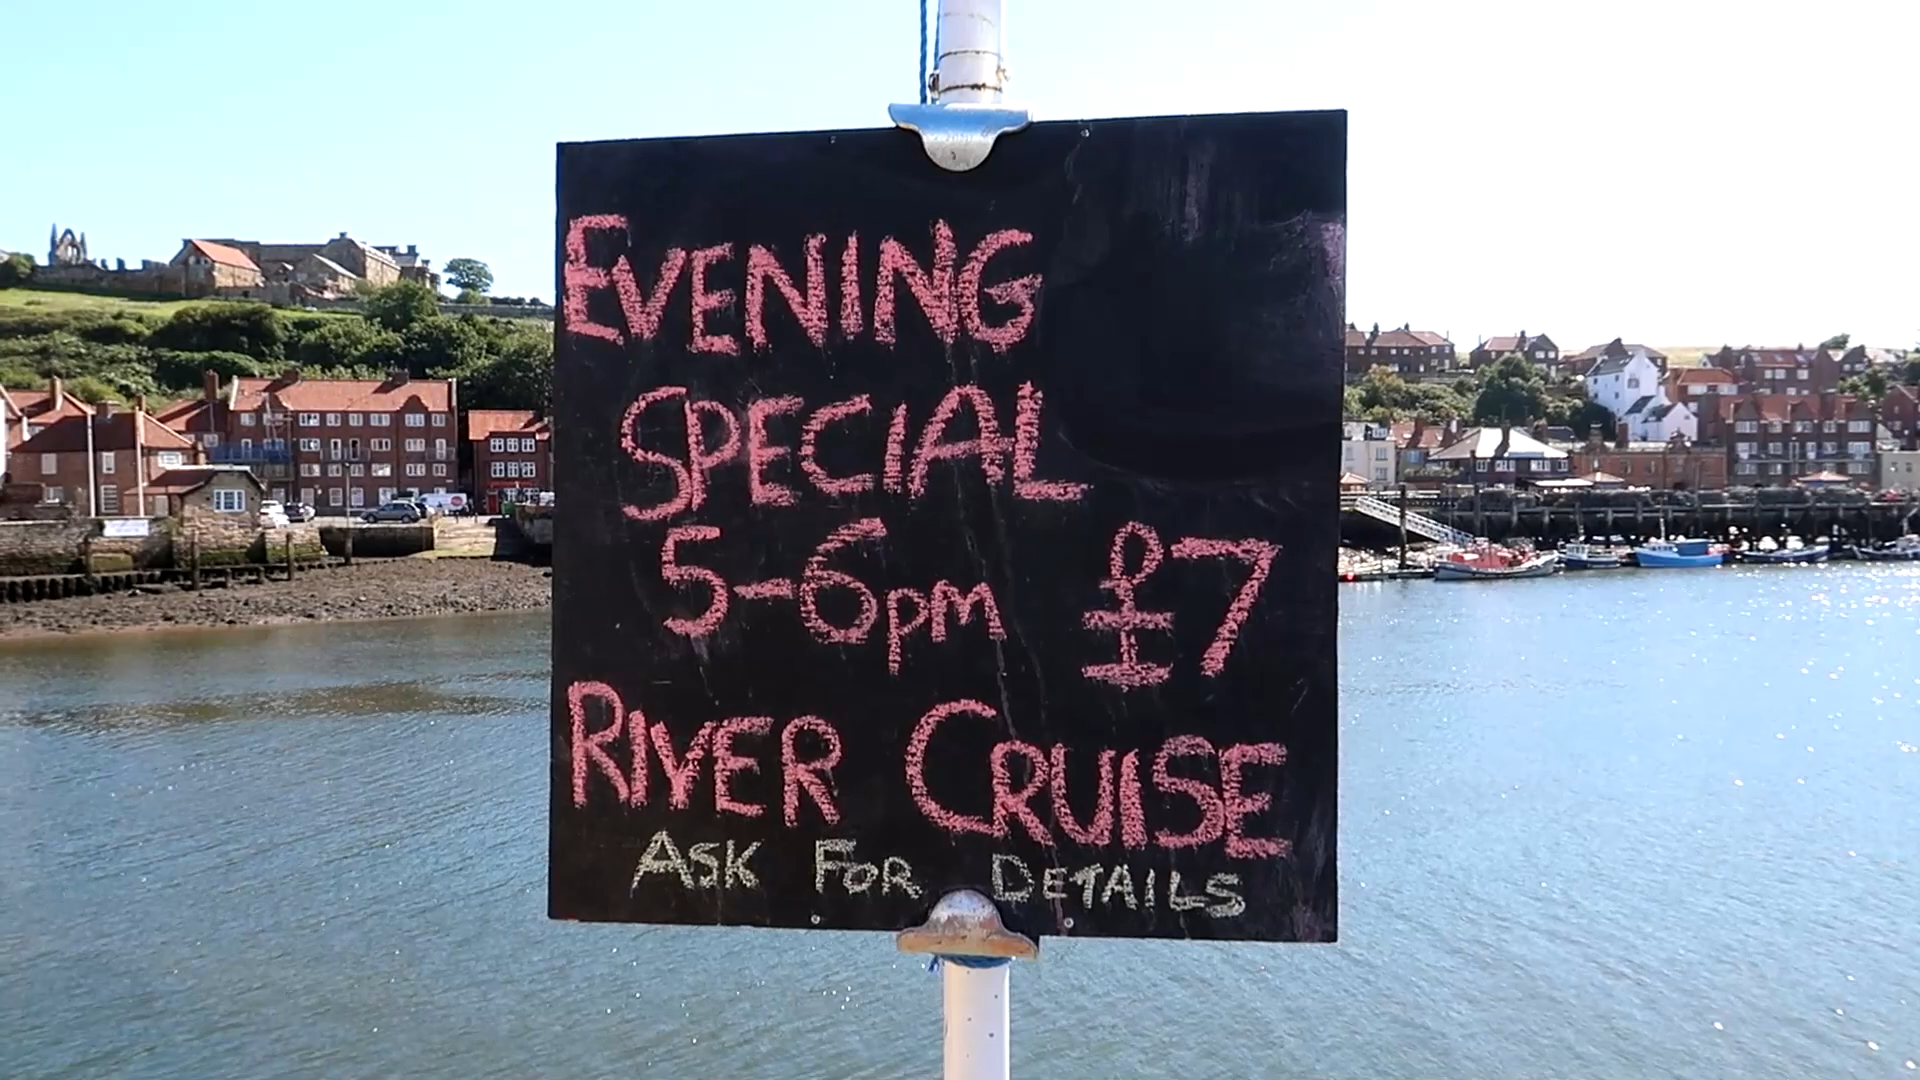 EVENING
SPECIAL
5-6pm £7
RIVER CRUISE
ASK FOR DETAILS